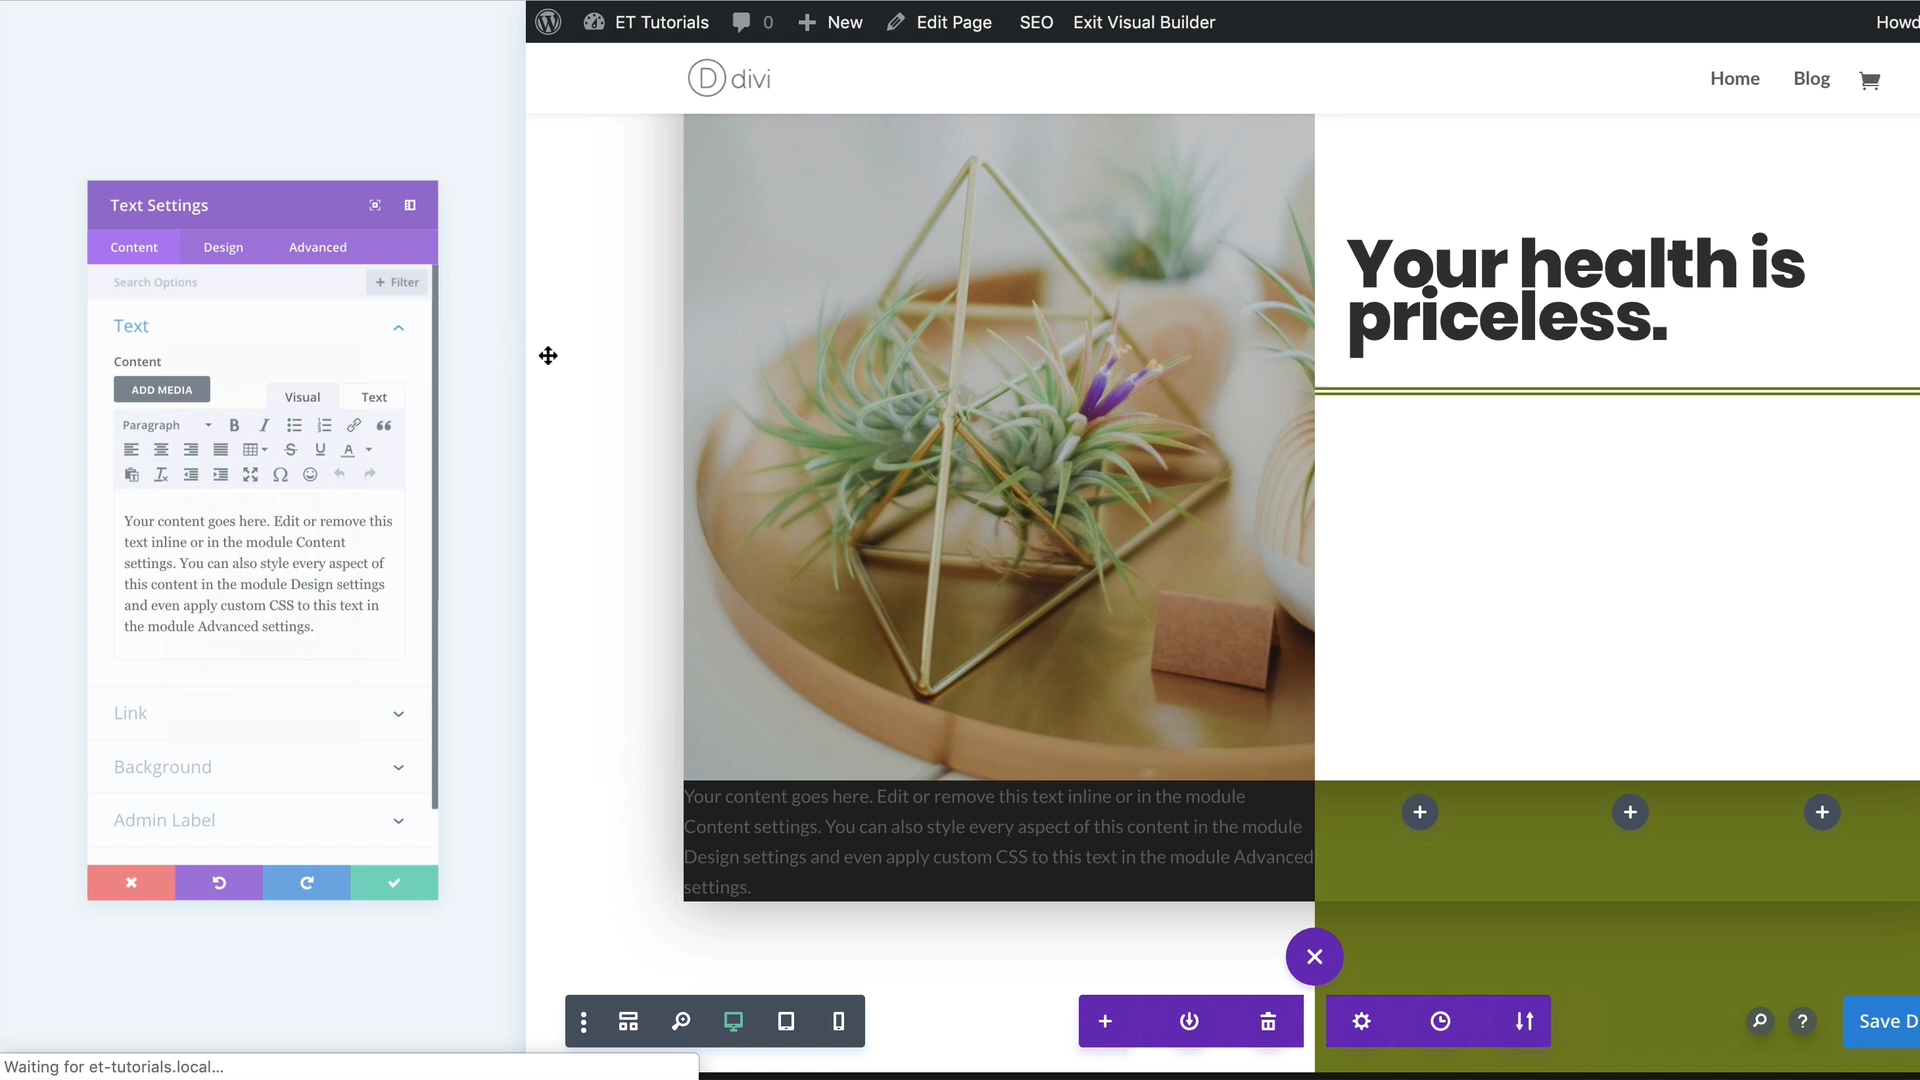 ET Tutorials 0 New Edit Page SEO Exit Visual Builder Howd
D divi Home Blog
Text Settings
Content Design Advanced
Search Options + Filter
Text
Content
ADD MEDIA
Visual Text
Paragraph
Your content goes here. Edit or remove this
text inline or in the module Content
settings. You can also style every aspect of
this content in the module Design settings
and even apply custom CSS to this text in
the module Advanced settings.
Link
Background
Admin Label
Your health is
priceless.
Your content goes here. Edit or remove this text inline or in the module
Content settings. You can also style every aspect of this content in the module
Design settings and even apply custom CSS to this text in the module Advanced
settings.
Save D
Waiting for et-tutorials.local...